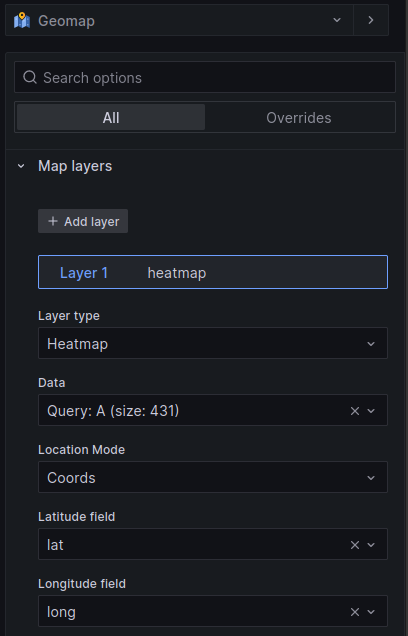 Geomap
Search options
All Overrides
Map layers
Add layer
Layer 1 heatmap
Layer type
Heatmap
Data
Query: A (size: 431)
Location Mode
Coords
Latitude field
lat
Longitude field
long